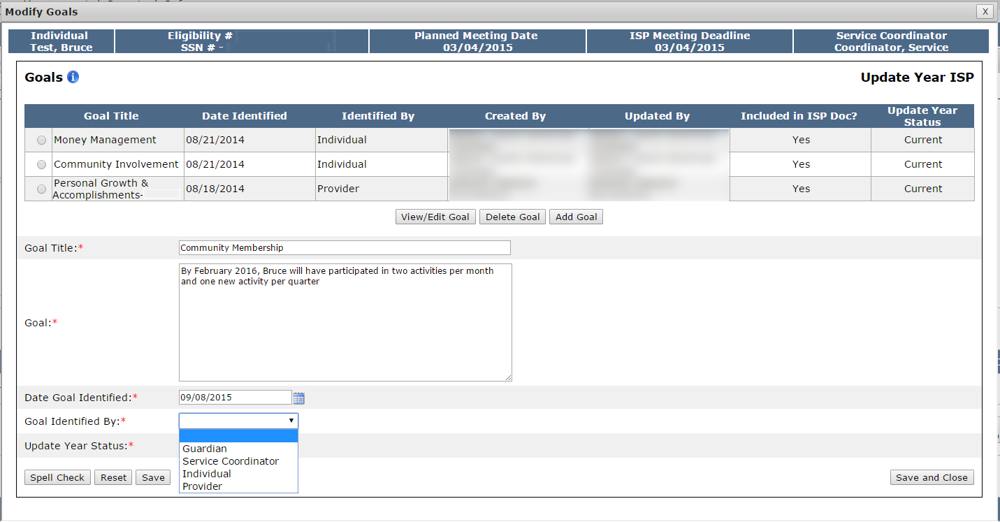 Modify Goals
X
Individual
Test, Bruce
Eligibility #
SSN # -
Planned Meeting Date
03/04/2015
ISP Meeting Deadline
03/04/2015
Service Coordinator
Coordinator, Service
Goals i
Update Year ISP
Goal Title Date Identified Identified By Created By Updated By Included in ISP Doc? Update Year Status
Money Management 08/21/2014 Individual Yes Current
Community Involvement 08/21/2014 Individual Yes Current
Personal Growth &
Accomplishments- 08/18/2014 Provider Yes Current
View/Edit Goal Delete Goal Add Goal
Goal Title:* Community Membership
Goal:*
By February 2016, Bruce will have participated in two activities per month
and one new activity per quarter
Date Goal Identified:* 09/08/2015
Goal Identified By:*
Update Year Status:*
Guardian
Service Coordinator
Individual
Provider
Spell Check Reset Save
Save and Close